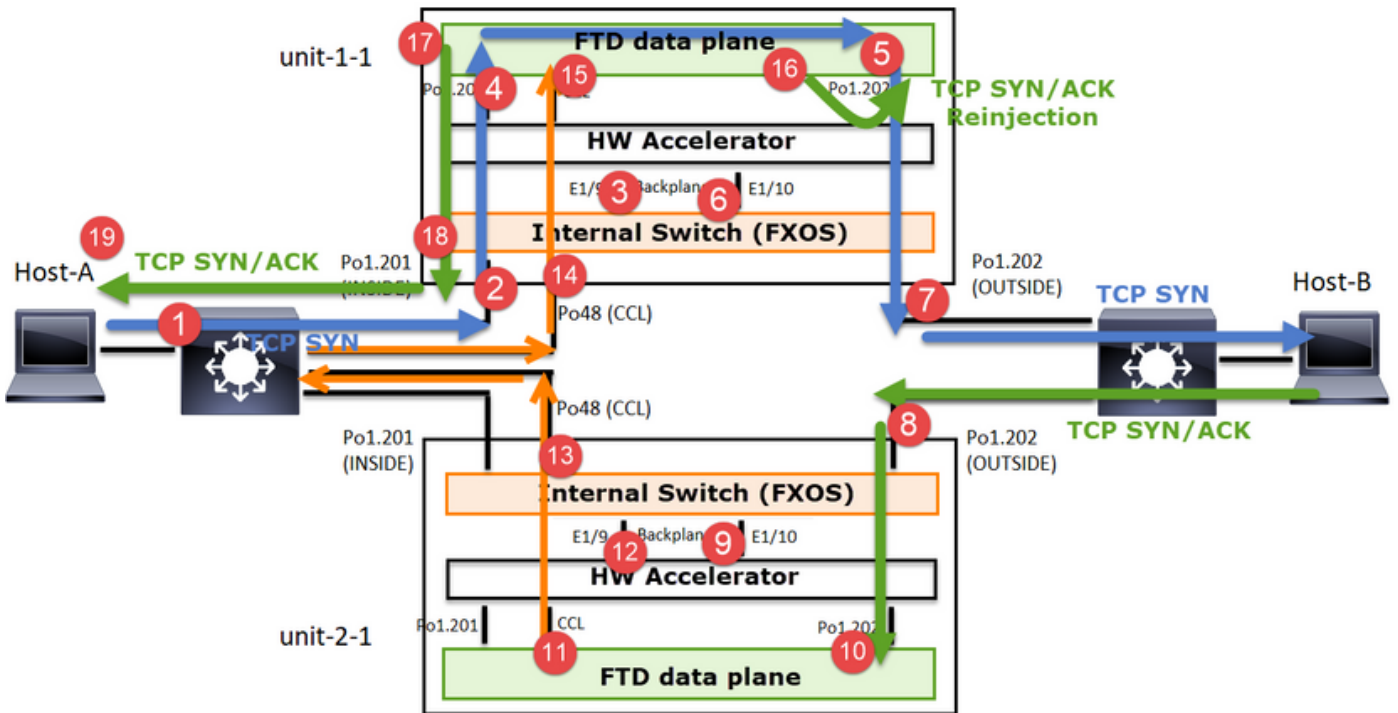 17
FTD data plane
5
unit-1-1
4
15
16
Po1.20
Po1.202
TCP SYN/ACK
Reinjection
HW Accelerator
E1/9
3
Backplan
6
E1/10
19
18
Internal Switch (FXOS)
Host-A
TCP SYN/ACK
Po1.201
(INSIDE)
2
14
Po1.202
(OUTSIDE)
7
TCP SYN
Host-B
1
TCP SYN
Po48 (CCL)
Po48 (CCL)
8
TCP SYN/ACK
Po1.201
(INSIDE)
13
Po1.202
(OUTSIDE)
Internal Switch (FXOS)
E1/9
12
Backplan
9
E1/10
HW Accelerator
unit-2-1
Po1.201
CCL
11
Po1.202
10
FTD data plane